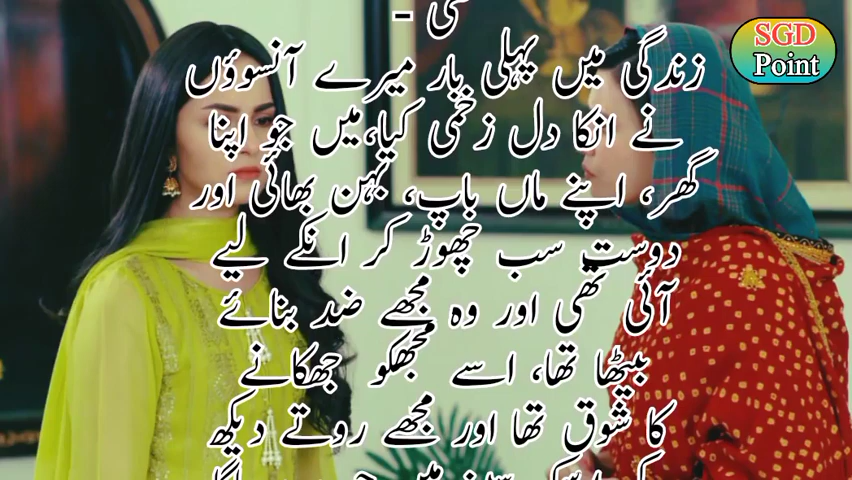 SGD
Point
زندگی میں پہلی بار میرے آنسوؤں
نے انکا دل زخمی کیا،میں جو اپنا
گھر، اپنے ماں باپ، بہن بھائی اور
دوست سب چھوڑ کر انکے لیے
آئی تھی اور وہ مجھے ضد بنائے
بیٹھا تھا، اسے مجھکو جھکانے
کا شوق تھا اور مجھے روتے دیکھ